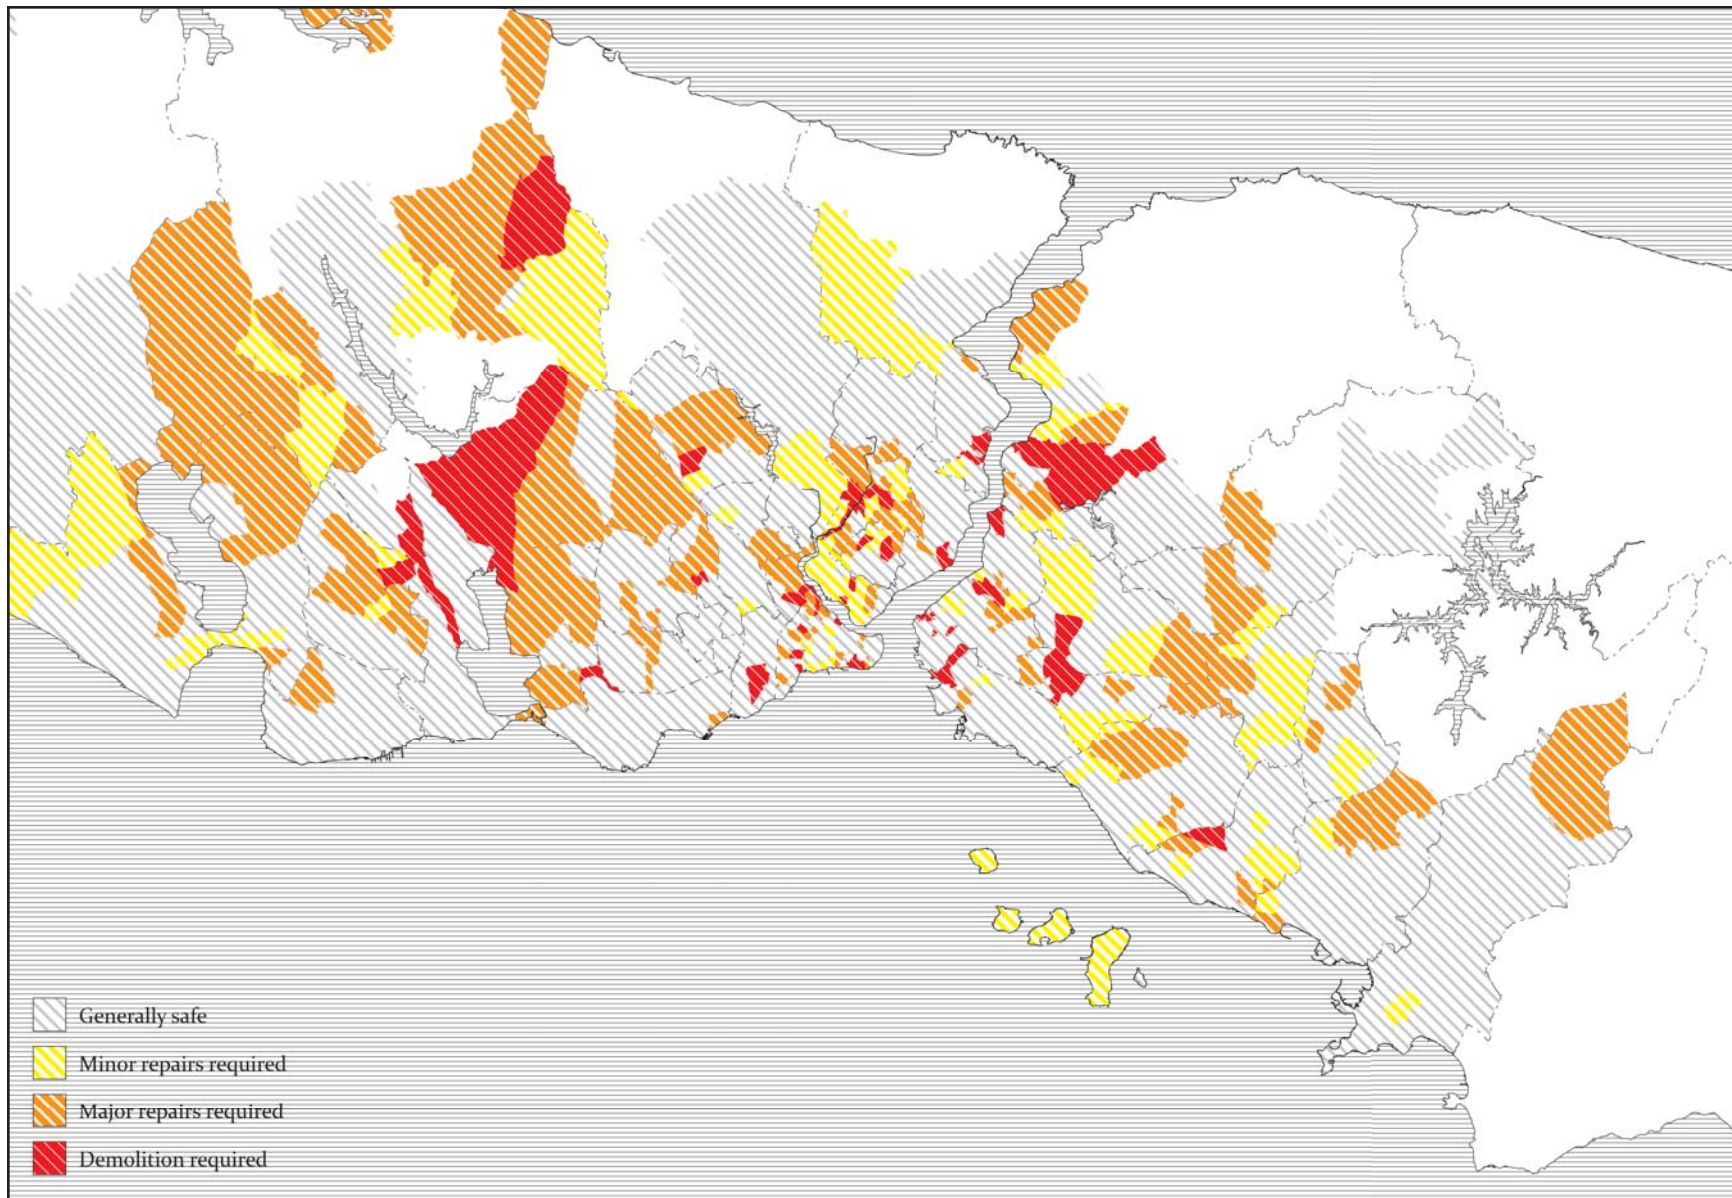 Generally safe
Minor repairs required
Major repairs required
Demolition required